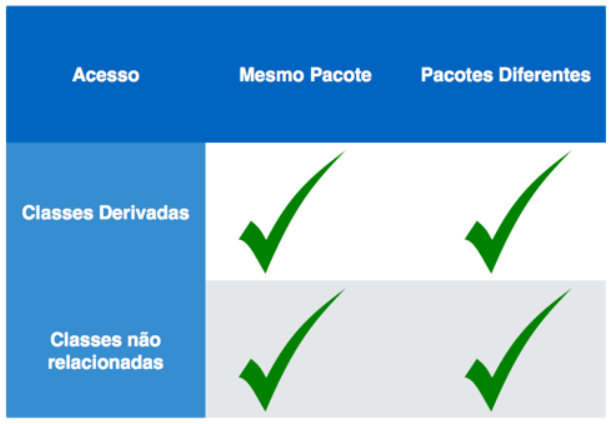 Acesso
Mesmo Pacote
Pacotes Diferentes
Classes Derivadas
Classes não
relacionadas